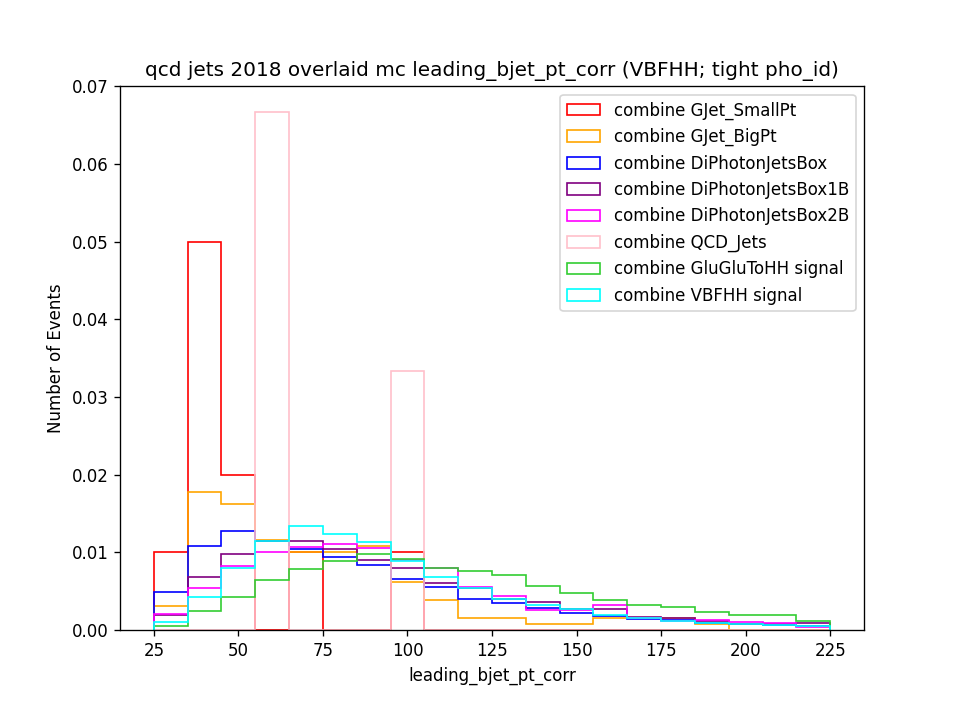 qcd jets 2018 overlaid mc leading_bjet_pt_corr (VBFHH; tight pho_id)
0.07
0.06
0.05
0.04
0.03
0.02
0.01
0.00
Number of Events
combine GJet_SmallPt
combine GJet_BigPt
combine DiPhotonJetsBox
combine DiPhotonJetsBox1B
combine DiPhotonJetsBox2B
combine QCD_Jets
combine GluGluToHH signal
combine VBFHH signal
25 50 75 100 125 150 175 200 225
leading_bjet_pt_corr